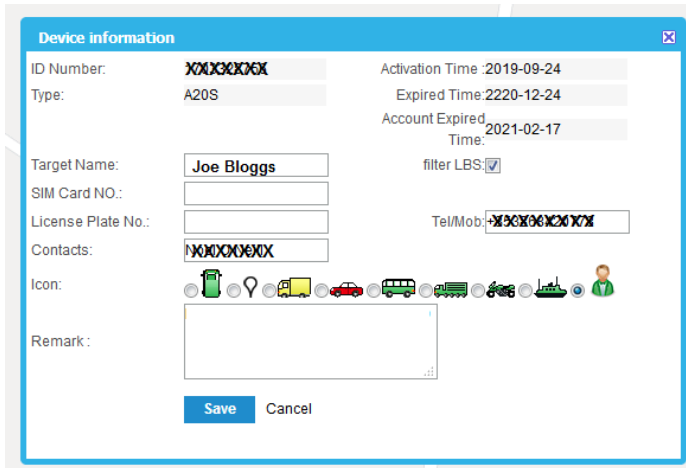 Device information
ID Number: Activation Time :2019-09-24
Type: A20S Expired Time:2220-12-24
Account Expired
Time:2021-02-17
Target Name: Joe Bloggs filter LBS:
SIM Card NO.:
License Plate No.: Tel/Mob:
Contacts:
Icon:
Remark :
Save Cancel